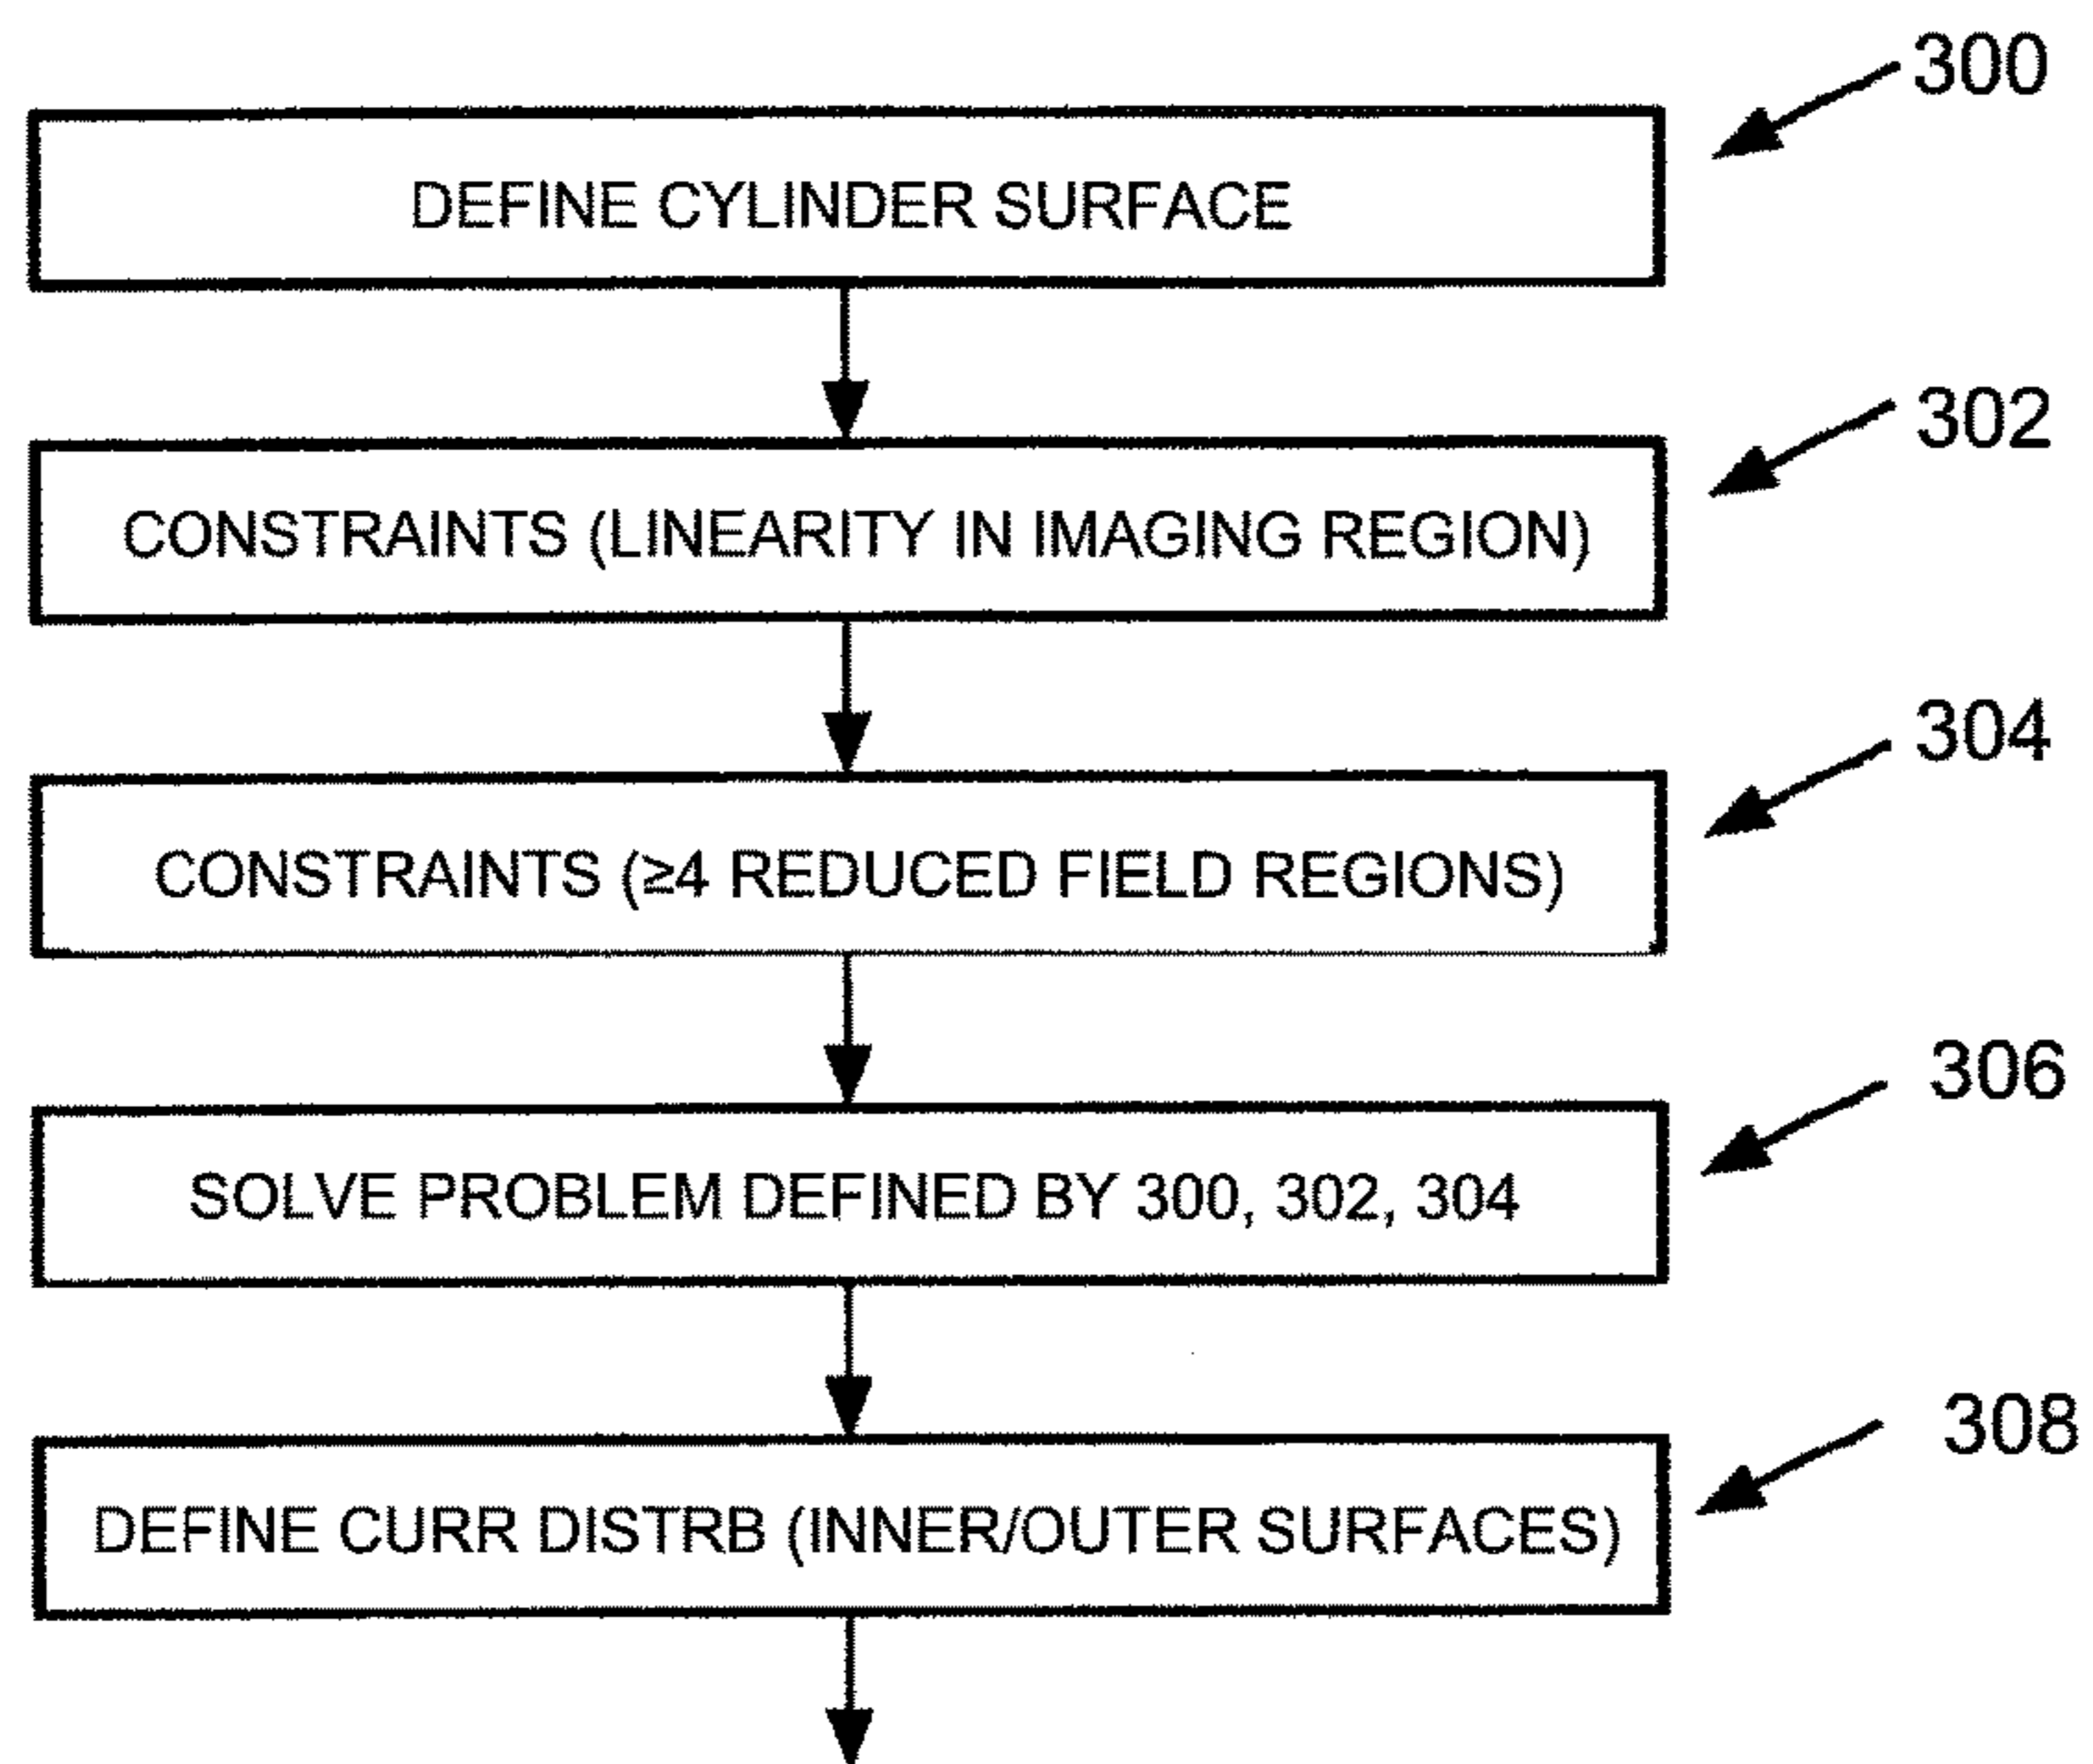 300
DEFINE CYLINDER SURFACE
302
CONSTRAINTS (LINEARITY IN IMAGING REGION)
304
CONSTRAINTS (≥4 REDUCED FIELD REGIONS)
306
SOLVE PROBLEM DEFINED BY 300, 302, 304
308
DEFINE CURR DISTRB (INNER/OUTER SURFACES)